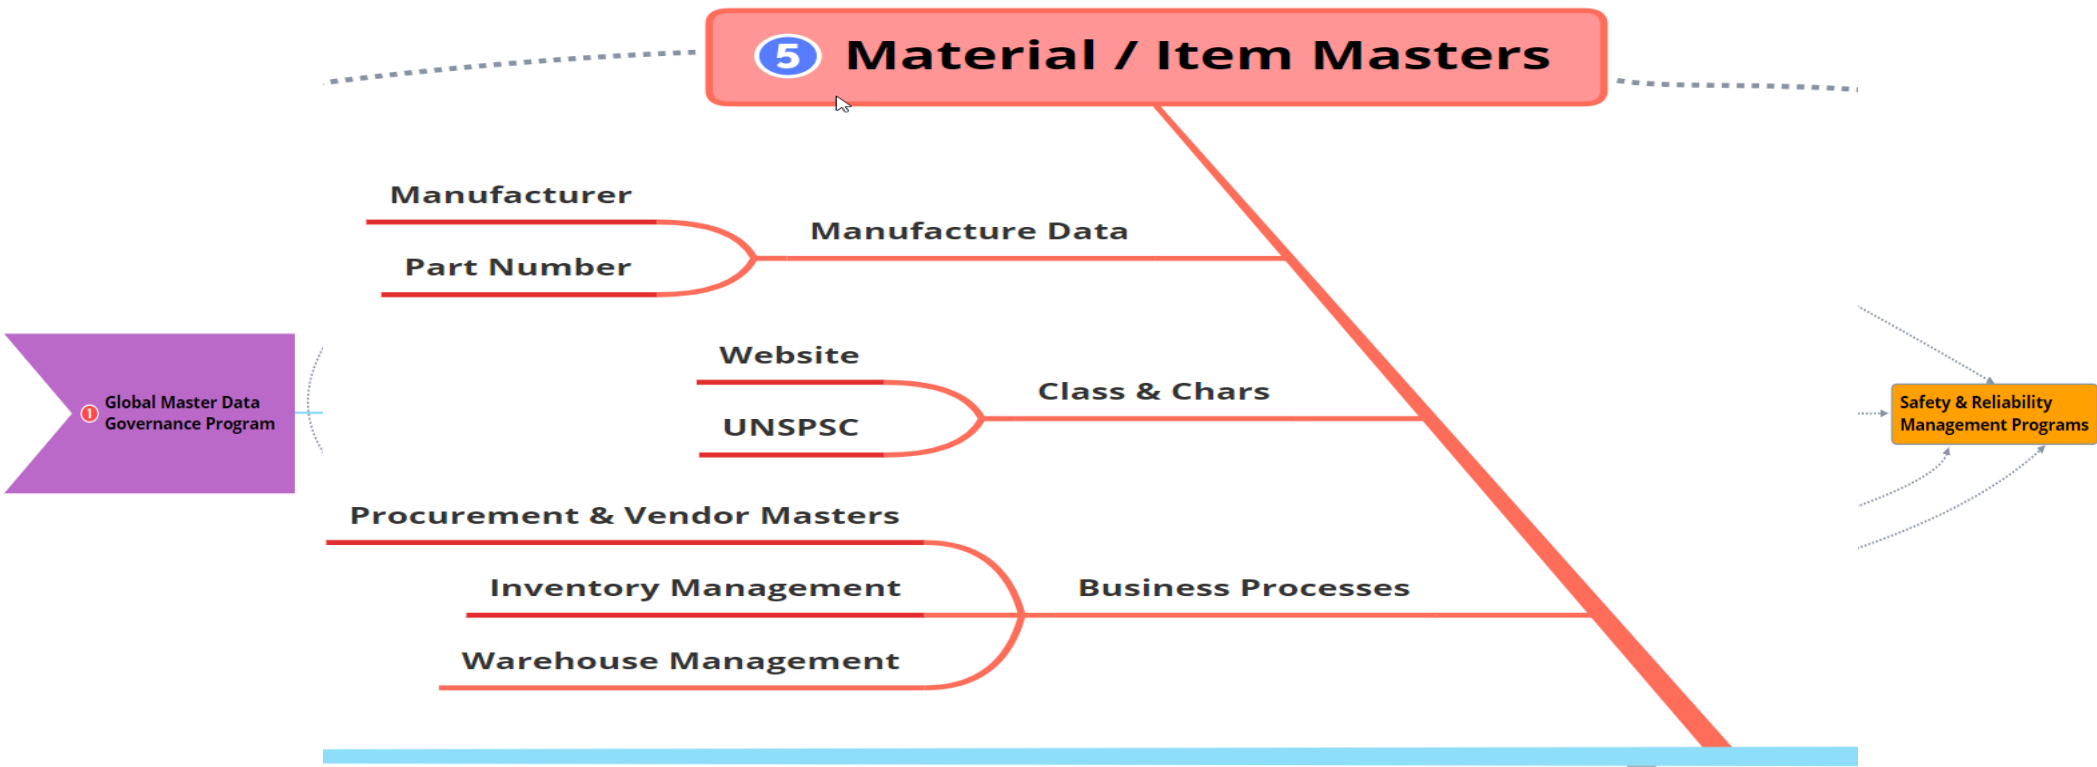 5 Material / Item Masters
Manufacturer
Manufacture Data
Part Number
Website
Class & Chars
UNSPSC
1 Global Master Data
Governance Program
Safety & Reliability
Management Programs
Procurement & Vendor Masters
Inventory Management
Business Processes
Warehouse Management